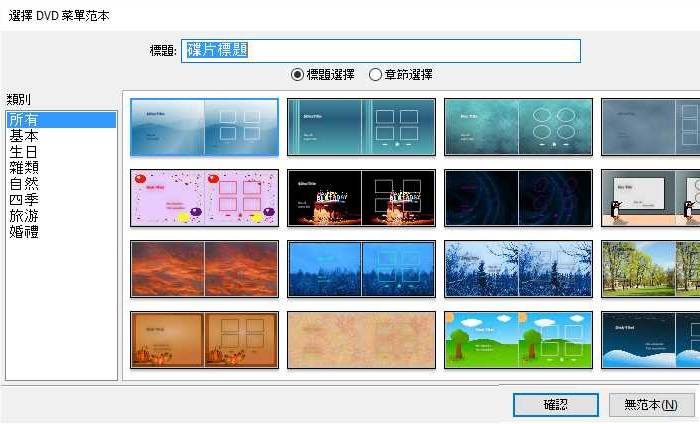 選擇 DVD 菜單范本
標題: 碟片標題
標題選擇 章節選擇
類別
所有
基本
生日
雜類
自然
四季
旅游
婚禮
確認 無范本(N)